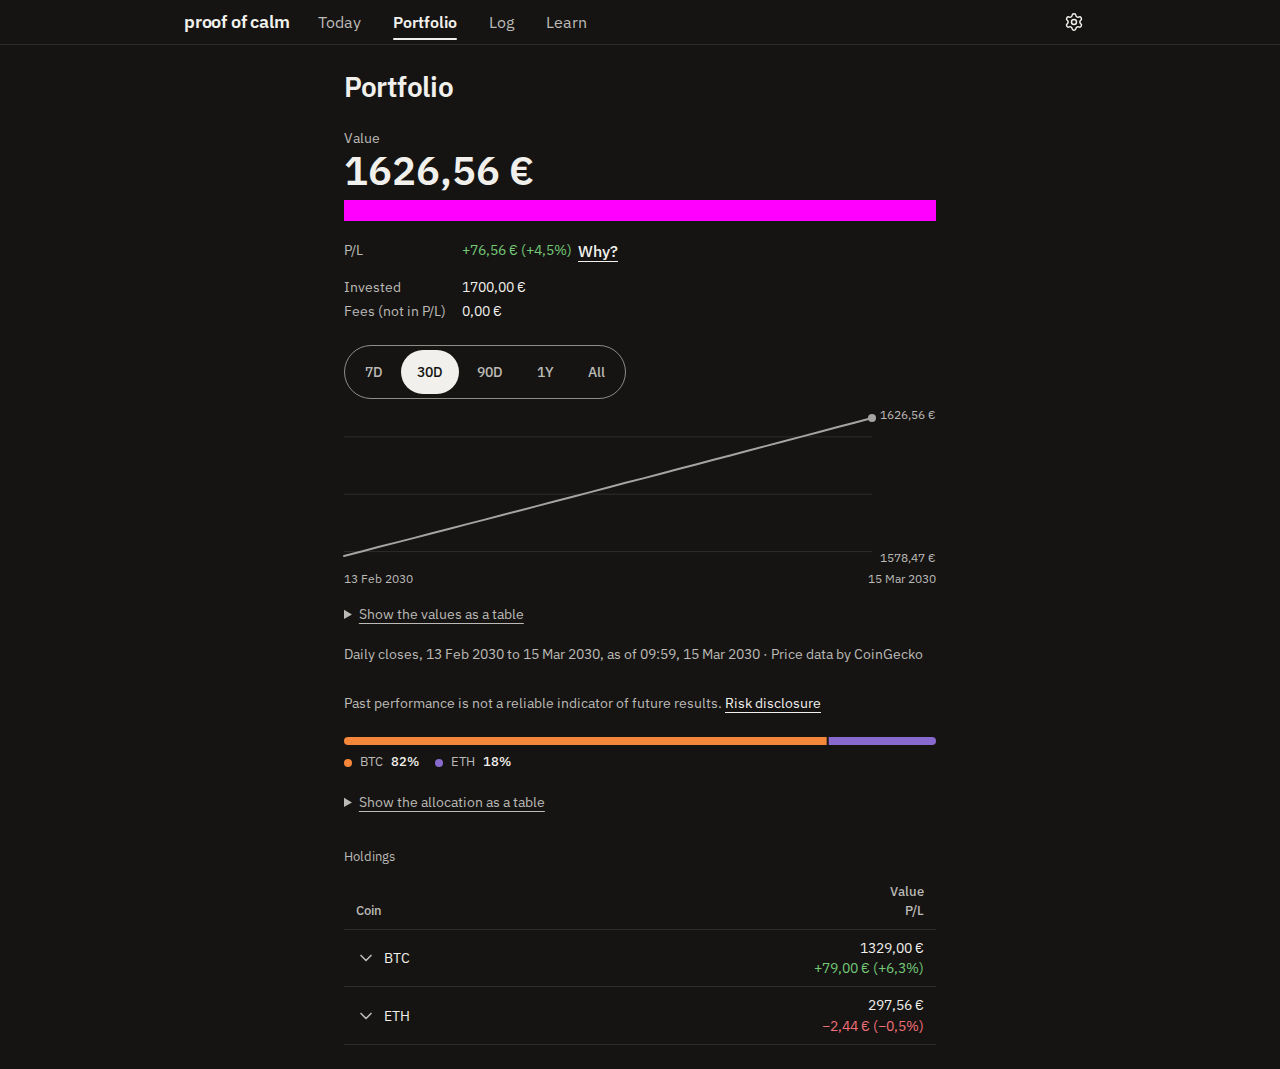 proof of calm Today Portfolio Log Learn
Portfolio
Value
1626,56 €
P/L +76,56 € (+4,5%) Why?
Invested 1700,00 €
Fees (not in P/L) 0,00 €
7D 30D 90D 1Y All
1626,56 €
1578,47 €
13 Feb 2030 15 Mar 2030
Show the values as a table
Daily closes, 13 Feb 2030 to 15 Mar 2030, as of 09:59, 15 Mar 2030 · Price data by CoinGecko
Past performance is not a reliable indicator of future results. Risk disclosure
BTC 82% ETH 18%
Show the allocation as a table
Holdings
Value
Coin P/L
BTC 1329,00 €
+79,00 € (+6,3%)
ETH 297,56 €
−2,44 € (−0,5%)